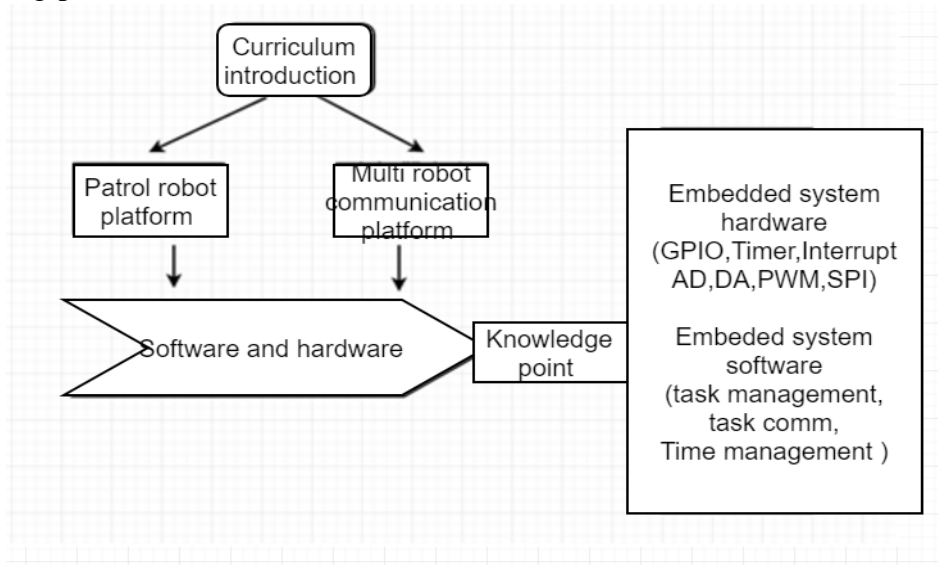 Curriculum
introduction
Patrol robot
platform
Multi robot
communication
platform
Software and hardware
Knowledge
point
Embedded system
hardware
(GPIO,Timer,Interrupt
AD,DA,PWM,SPI)
Embeded system
software
(task management,
task comm,
Time management )